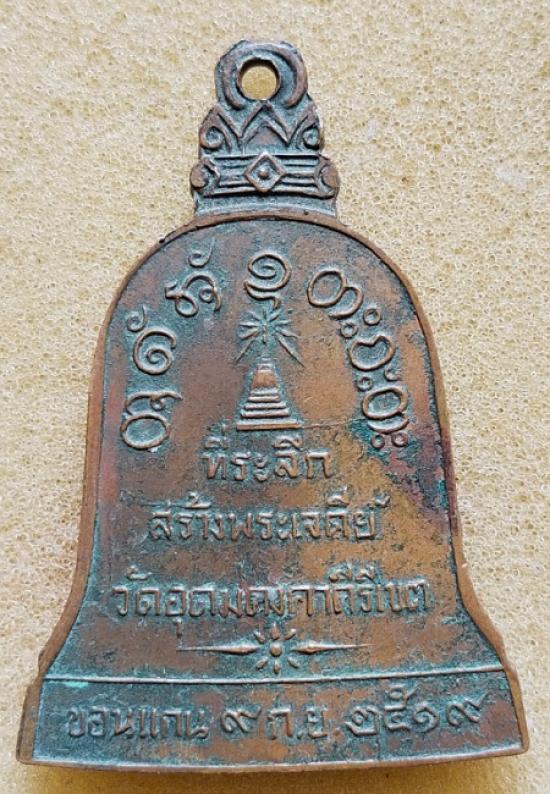 ที่ระลึก
สร้างพระเจดีย์
วัดอุดมคงคาคีรีเขต
ขอนแก่น ๙ ก.ย. ๒๕๑๙